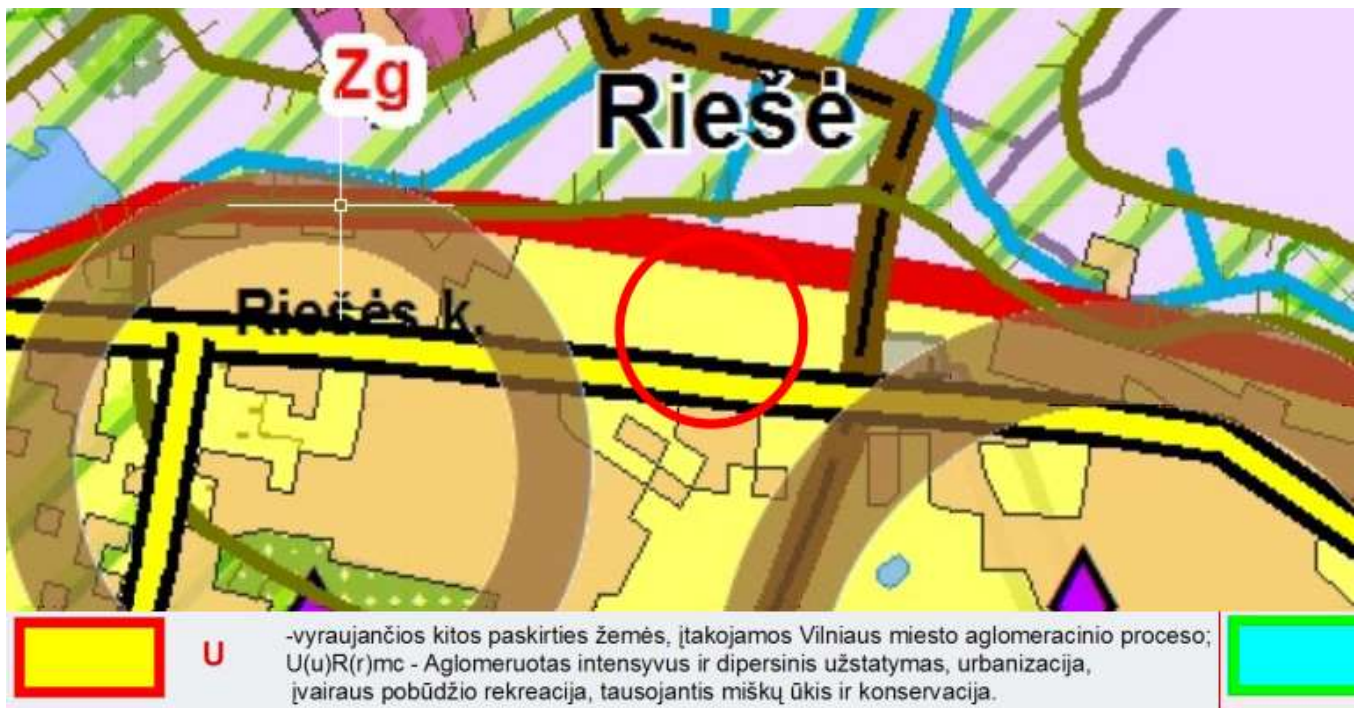 Zg
Riešė
Riešės k.
U
-vyraujančios kitos paskirties žemės, įtakojamos Vilniaus miesto aglomeracinio proceso;
U(u)R(r)mc - Aglomeruotas intensyvus ir dipersinis užstatymas, urbanizacija,
įvairaus pobūdžio rekreacija, tausojantis miškų ūkis ir konservacija.